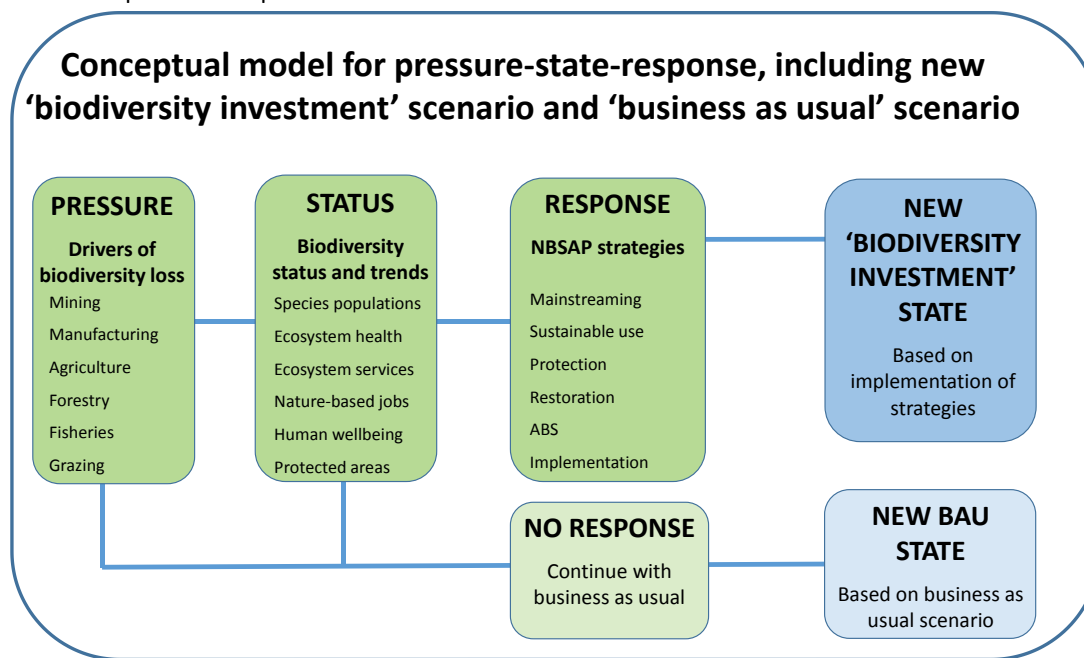 Conceptual model for pressure-state-response, including new
‘biodiversity investment’ scenario and ‘business as usual’ scenario
PRESSURE
Drivers of
biodiversity loss
Mining
Manufacturing
Agriculture
Forestry
Fisheries
Grazing
STATUS
Biodiversity
status and trends
Species populations
Ecosystem health
Ecosystem services
Nature-based jobs
Human wellbeing
Protected areas
RESPONSE
NBSAP strategies
Mainstreaming
Sustainable use
Protection
Restoration
ABS
Implementation
NEW
‘BIODIVERSITY
INVESTMENT’
STATE
Based on
implementation of
strategies
NO RESPONSE
Continue with
business as usual
NEW BAU
STATE
Based on business as
usual scenario